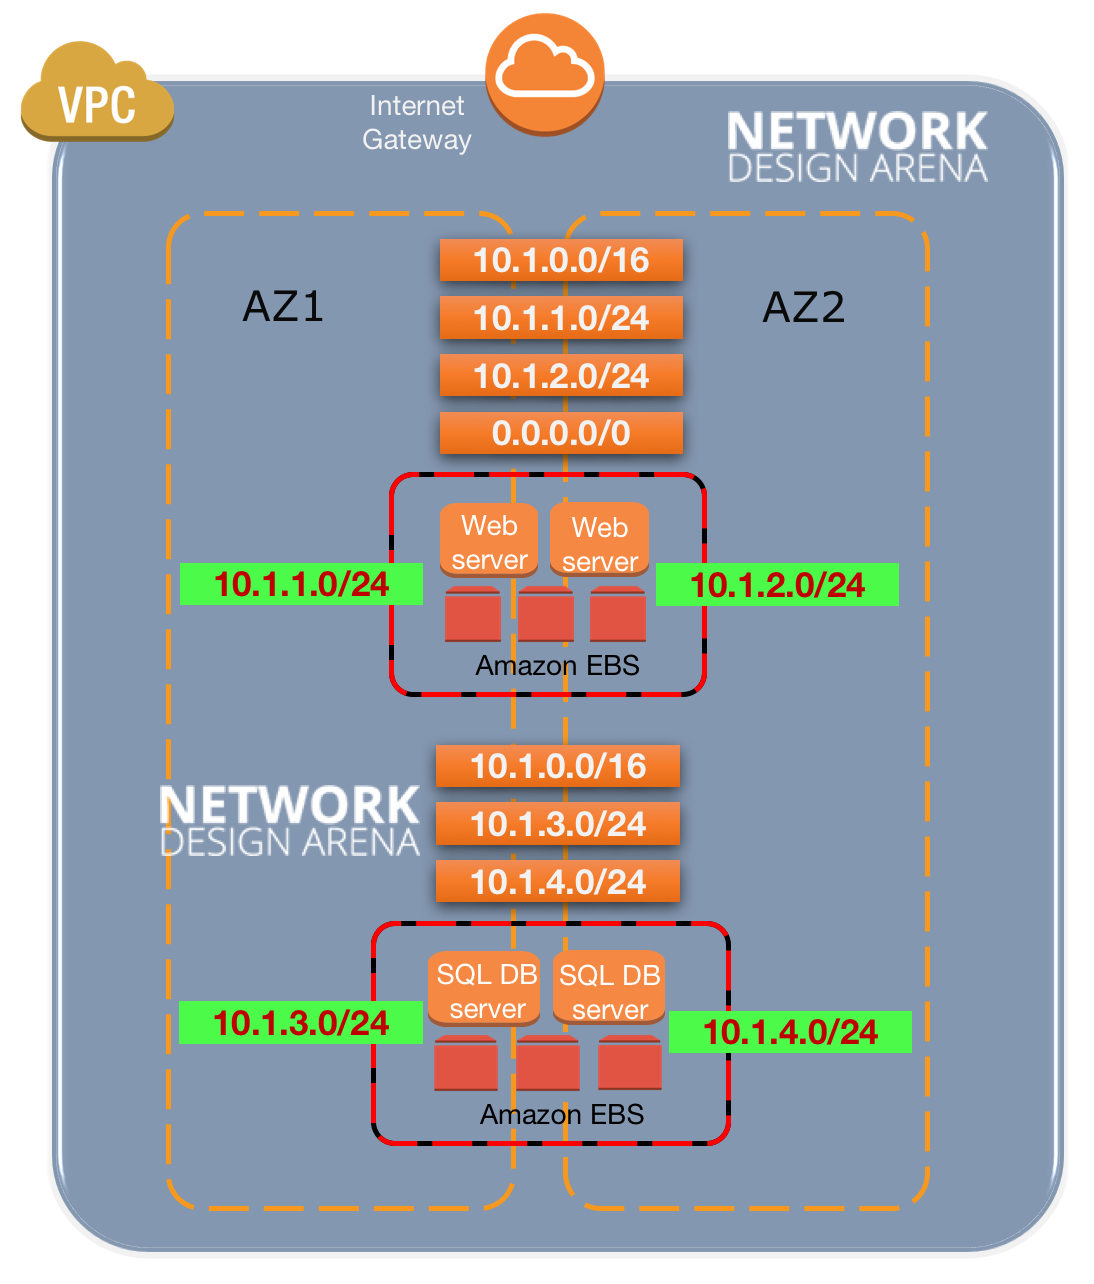 VPC
Internet
Gateway
NETWORK
DESIGN ARENA
AZ1
AZ2
10.1.0.0/16
10.1.1.0/24
10.1.2.0/24
0.0.0.0/0
Web
server
Web
server
10.1.1.0/24
10.1.2.0/24
Amazon EBS
10.1.0.0/16
NETWORK
DESIGN ARENA
10.1.3.0/24
10.1.4.0/24
SQL DB
server
SQL DB
server
10.1.3.0/24
10.1.4.0/24
Amazon EBS